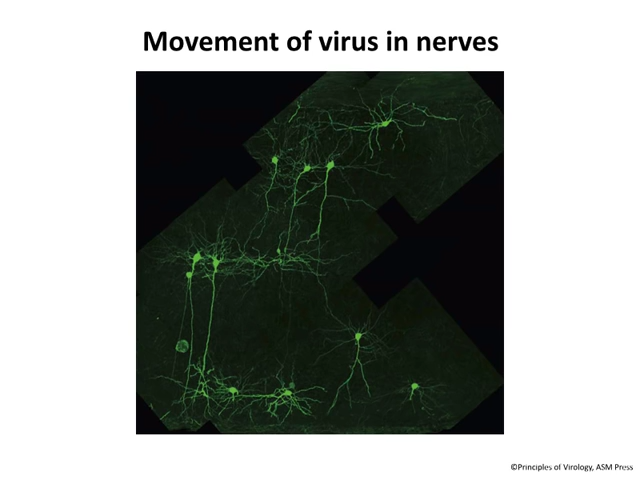 Movement of virus in nerves
©Principles of Virology, ASM Press